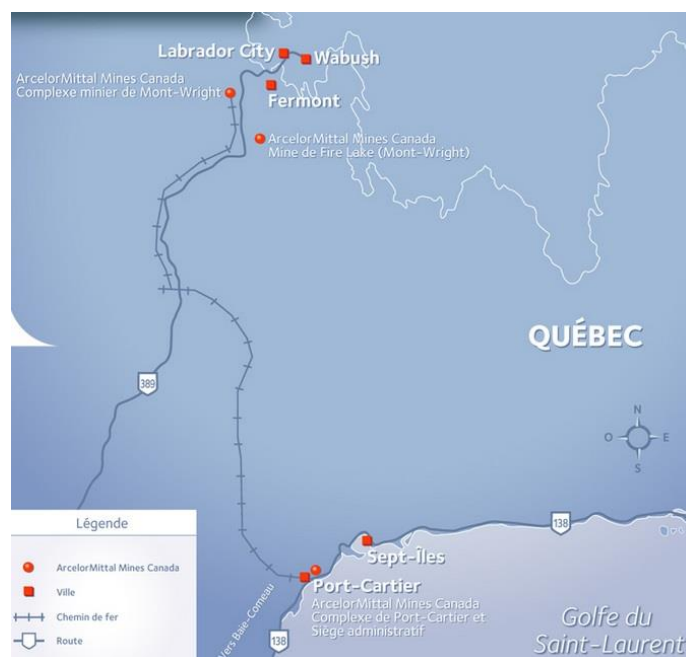 Labrador City
Wabush
ArcelorMittal Mines Canada
Complexe minier de Mont-Wright
Fermont
ArcelorMittal Mines Canada
Mine de Fire Lake (Mont-Wright)
QUÉBEC
389
N
O
E
S
138
Sept-Îles
Port-Cartier
ArcelorMittal Mines Canada
Complexe de Port-Cartier et
Siège administratif
Vers Baie-Comeau
138
Golfe du
Saint-Laurent
Légende
ArcelorMittal Mines Canada
Ville
Chemin de fer
Route